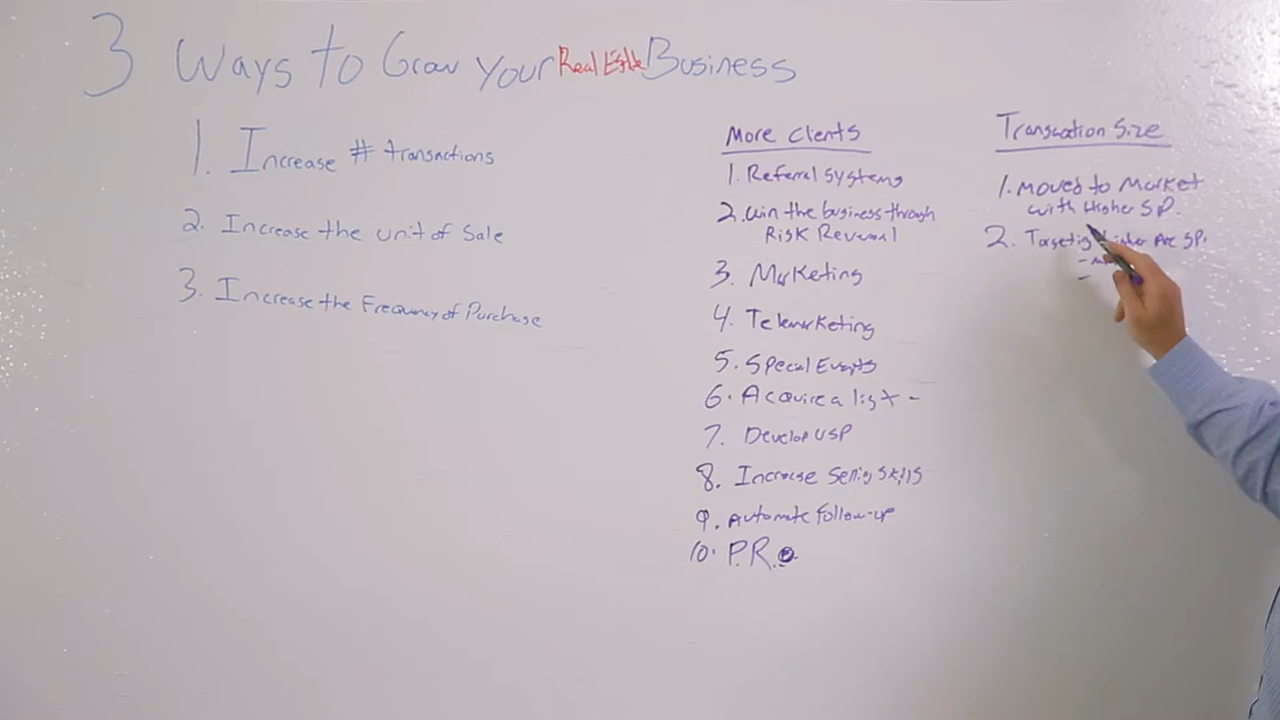 3 Ways to Grow Your Real Estate Business
1. Increase # transactions
2. Increase the unit of Sale
3. Increase the Frequency of Purchase
More Clients
1. Referral Systems
2. Win the business through
Risk Reversal
3. Marketing
4. Telemarketing
5. Special Events
6. Acquire a list -
7. Develop USP
8. Increase Selling Skills
9. Automate Follow-up
10. P.R.
Transaction Size
1. Moved to Market
with Higher SP.
2. Targeting Higher Ave SP.
-
-